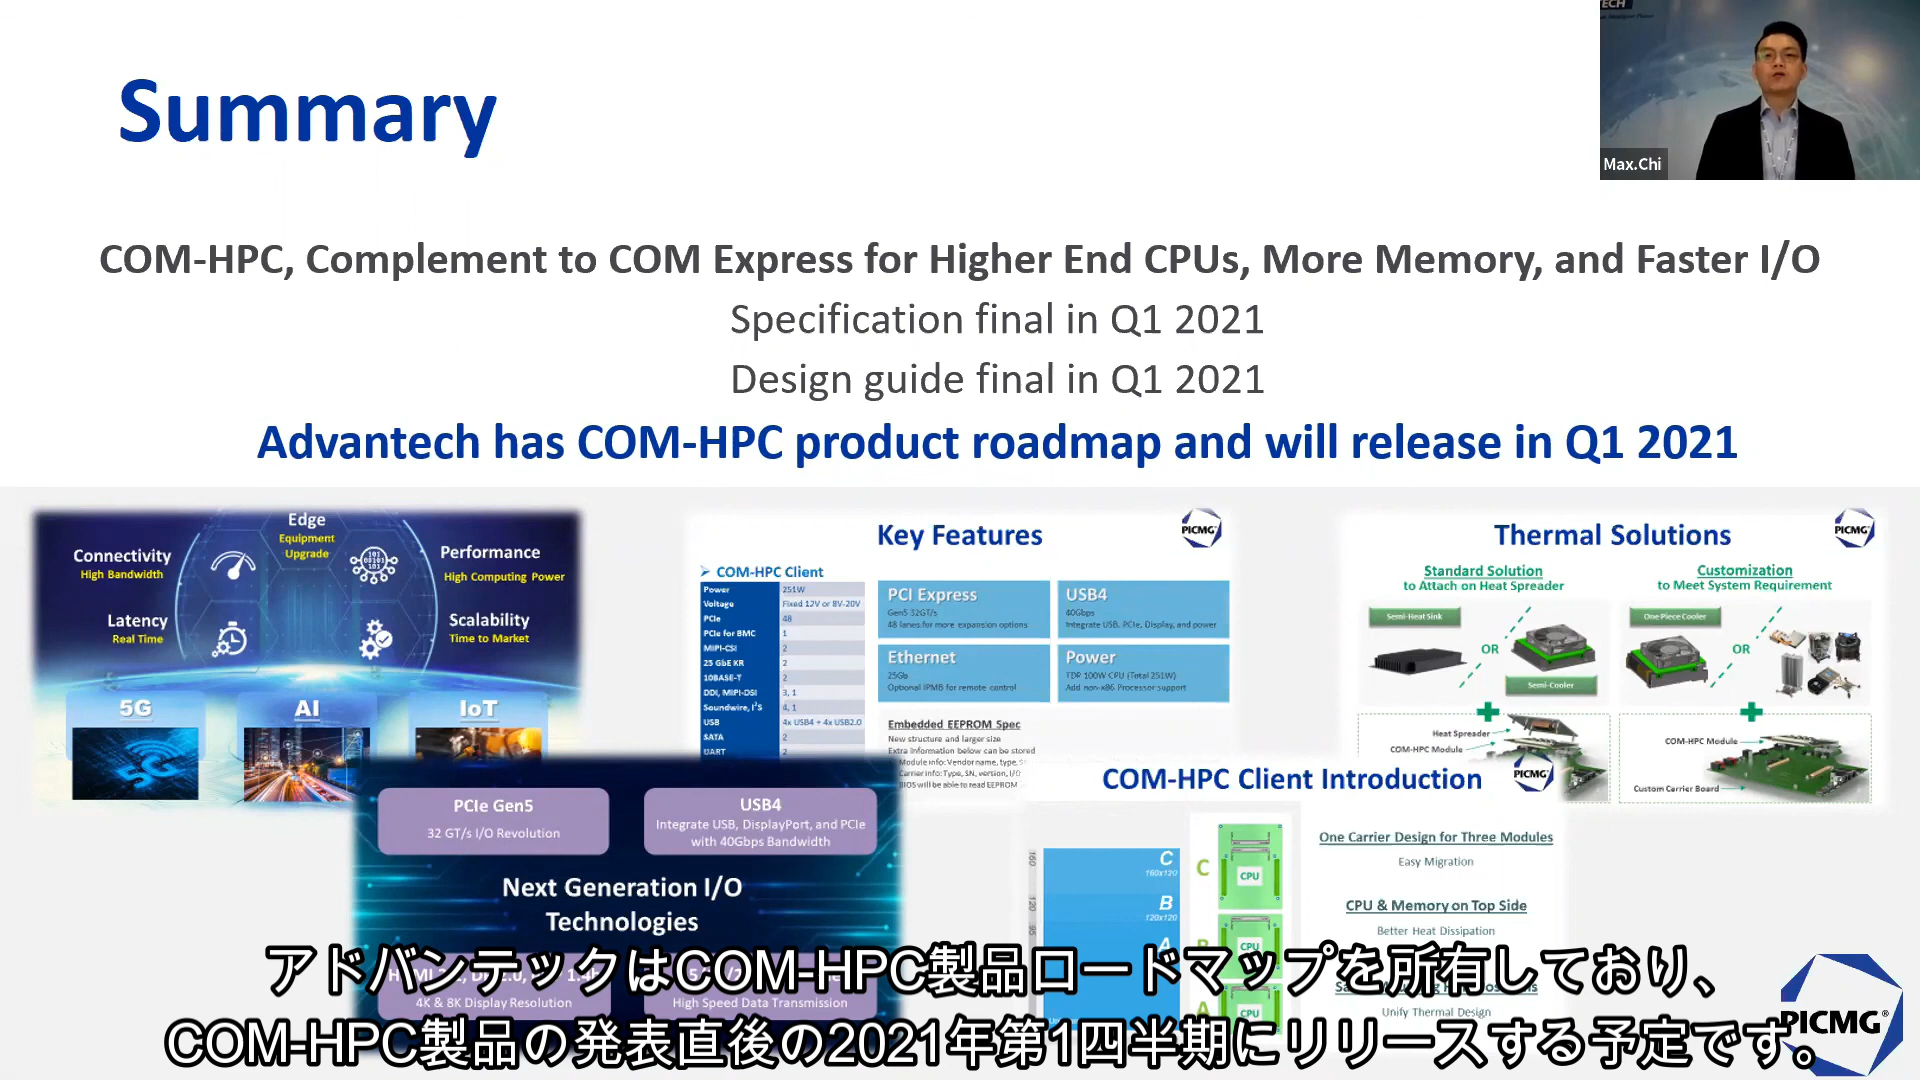 TECH
Max.Chi
Summary
COM-HPC, Complement to COM Express for Higher End CPUs, More Memory, and Faster I/O
Specification final in Q1 2021
Design guide final in Q1 2021
Advantech has COM-HPC product roadmap and will release in Q1 2021
Edge
Equipment
Upgrade
Connectivity
High Bandwidth
Performance
High Computing Power
Latency
Real Time
Scalability
Time to Market
5G
AI
IoT
5G
Key Features
PICMG
COM-HPC Client
Power 251W
Voltage Fixed 12V or 8V-20V
PCIe 48
PCIe for BMC 1
MIPI-CSI 2
25 GbE KR 2
10BASE-T 2
DDI, MIPI-DSI 3, 1
Soundwire, I²S 4, 1
USB 4x USB4 + 4x USB2.0
SATA 2
UART 2
PCI Express
Gen5 32GT/s
48 lanes for more expansion options
USB4
40Gbps
Integrate USB, PCIe, Display, and power
Ethernet
25Gb
Optional IPMB for remote control
Power
TDP 100W CPU (Total 251W)
Add non-x86 Processor support
Embedded EEPROM Spec
New structure and larger size
Extra Information below can be stored
Module info: Vendor name, type,
Carrier info: Type, SN, version, I/O
BIOS will be able to read EEPROM
Thermal Solutions
PICMG
Standard Solution
to Attach on Heat Spreader
Customization
to Meet System Requirement
Semi-Heat Sink
OR
Semi-Cooler
One Piece Cooler
OR
Heat Spreader
COM-HPC Module
COM-HPC Module
Custom Carrier Board
PCIe Gen5
32 GT/s I/O Revolution
USB4
Integrate USB, DisplayPort, and PCIe
with 40Gbps Bandwidth
Next Generation I/O
Technologies
4K & 8K Display Resolution
High Speed Data Transmission
COM-HPC Client Introduction
PICMG
160
120
95
C
160x120
B
120x120
A
C
CPU
B
CPU
A
CPU
One Carrier Design for Three Modules
Easy Migration
CPU & Memory on Top Side
Better Heat Dissipation
Unify Thermal Design
アドバンテックはCOM-HPC製品ロードマップを所有しており、
COM-HPC製品の発表直後の2021年第1四半期にリリースする予定です。
PICMG®